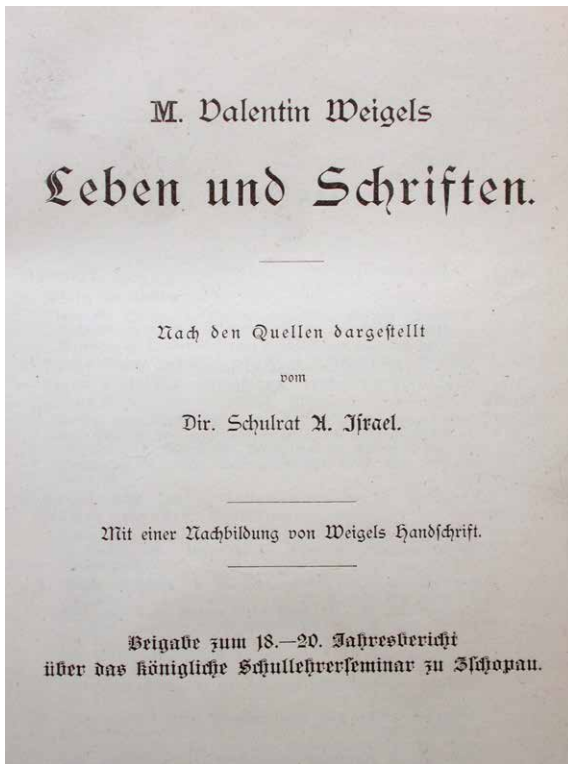 M. Valentin Weigels
Leben und Schriften.
Nach den Quellen dargeſtellt
vom
Dir. Schulrat A. Iſrael.
Mit einer Nachbildung von Weigels Handſchrift.
Beigabe zum 18.—20. Jahresbericht
über das königliche Schullehrerſeminar zu Zſchopau.